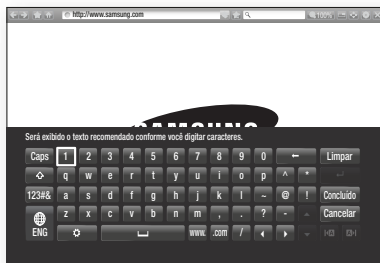 http://www.samsung.com 100%
SAMSUNG
Será exibido o texto recomendado conforme você digitar caracteres.
Caps 1 2 3 4 5 6 7 8 9 0 ← Limpar
q w e r t y u i o p ^ *
123#& a s d f g h j k l ~ @ ! Concluído
z x c v b n m , . ? - Cancelar
ENG www. .com /